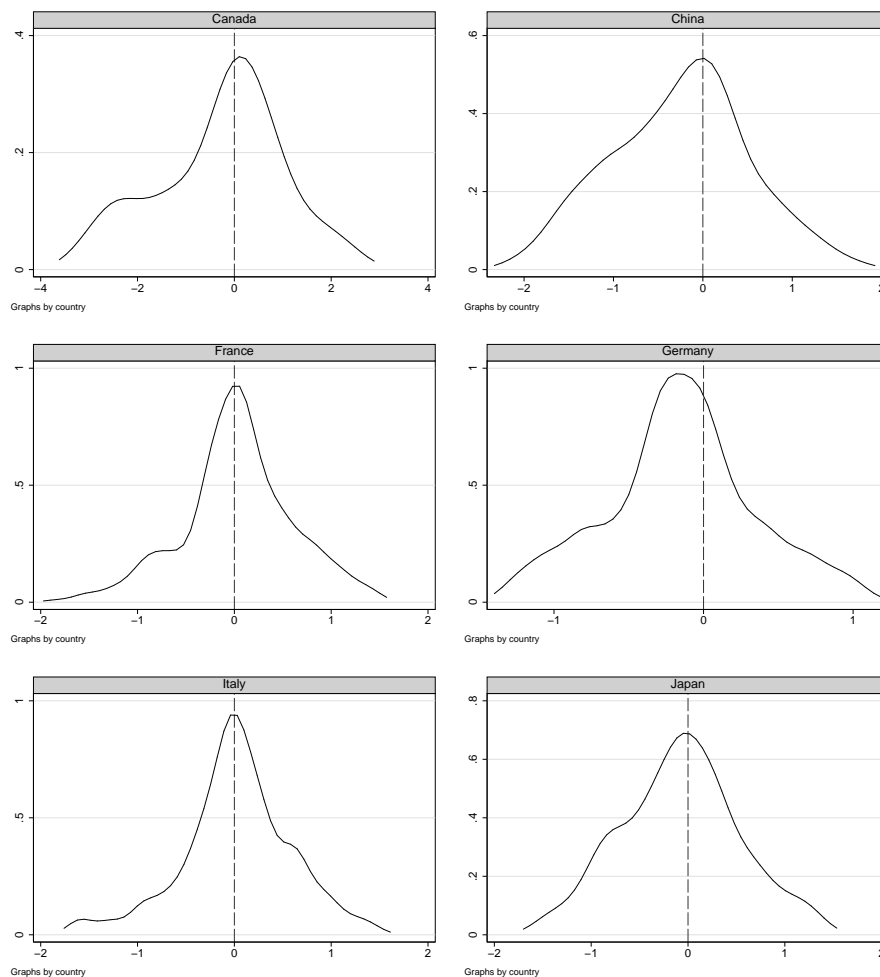 Canada
.4
.2
0
−4 −2 0 2 4
Graphs by country
China
.6
.4
.2
0
−2 −1 0 1 2
Graphs by country
France
1
.5
0
−2 −1 0 1 2
Graphs by country
Germany
1
.5
0
−1 0 1
Graphs by country
Italy
1
.5
0
−2 −1 0 1 2
Graphs by country
Japan
.8
.6
.4
.2
0
−2 −1 0 1 2
Graphs by country